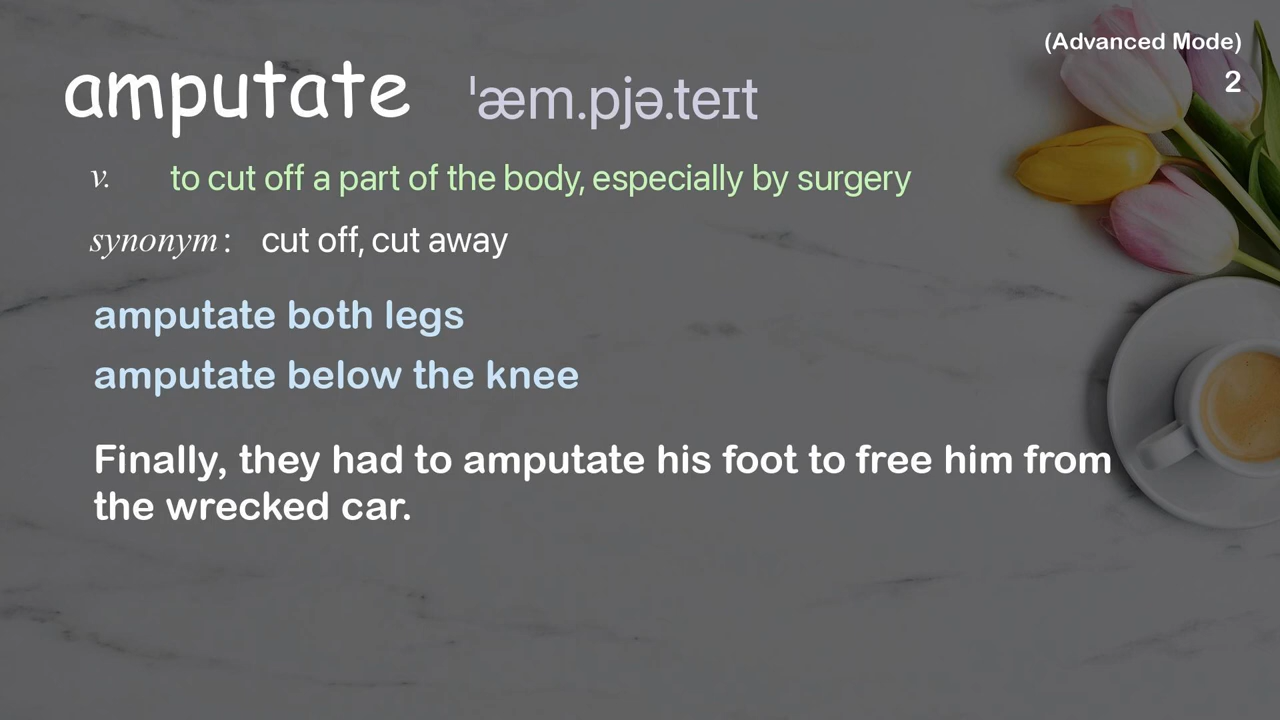 (Advanced Mode)
2
amputate ˈæm.pjə.teɪt
v. to cut off a part of the body, especially by surgery
synonym: cut off, cut away
amputate both legs
amputate below the knee
Finally, they had to amputate his foot to free him from
the wrecked car.